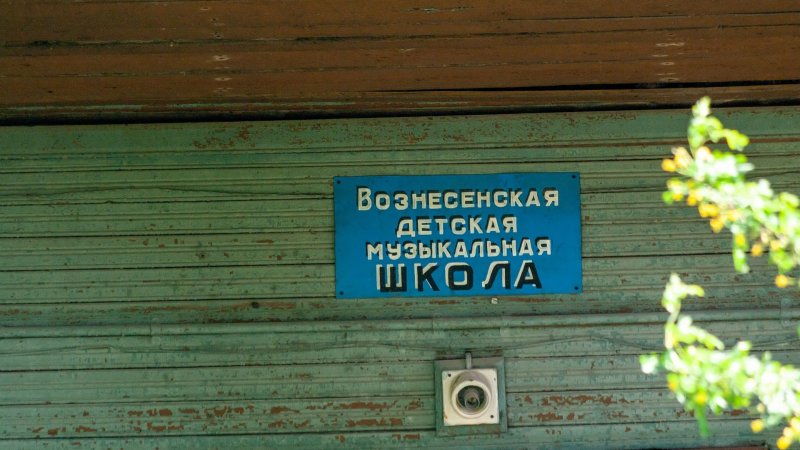 Вознесенская
детская
музыкальная
школа